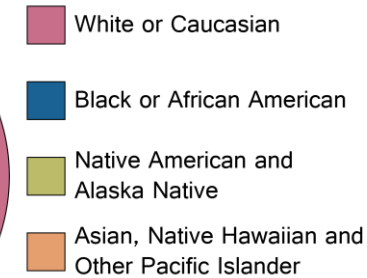 White or Caucasian
Black or African American
Native American and
Alaska Native
Asian, Native Hawaiian and
Other Pacific Islander